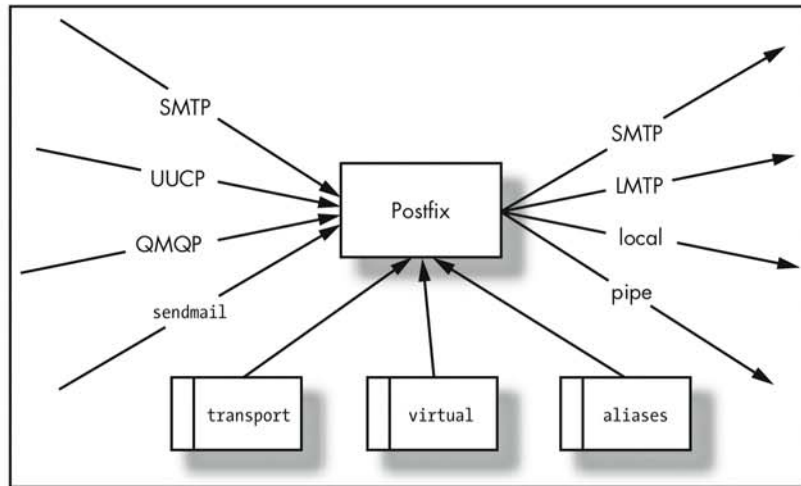 SMTP
UUCP
QMQP
sendmail
Postfix
SMTP
LMTP
local
pipe
transport
virtual
aliases